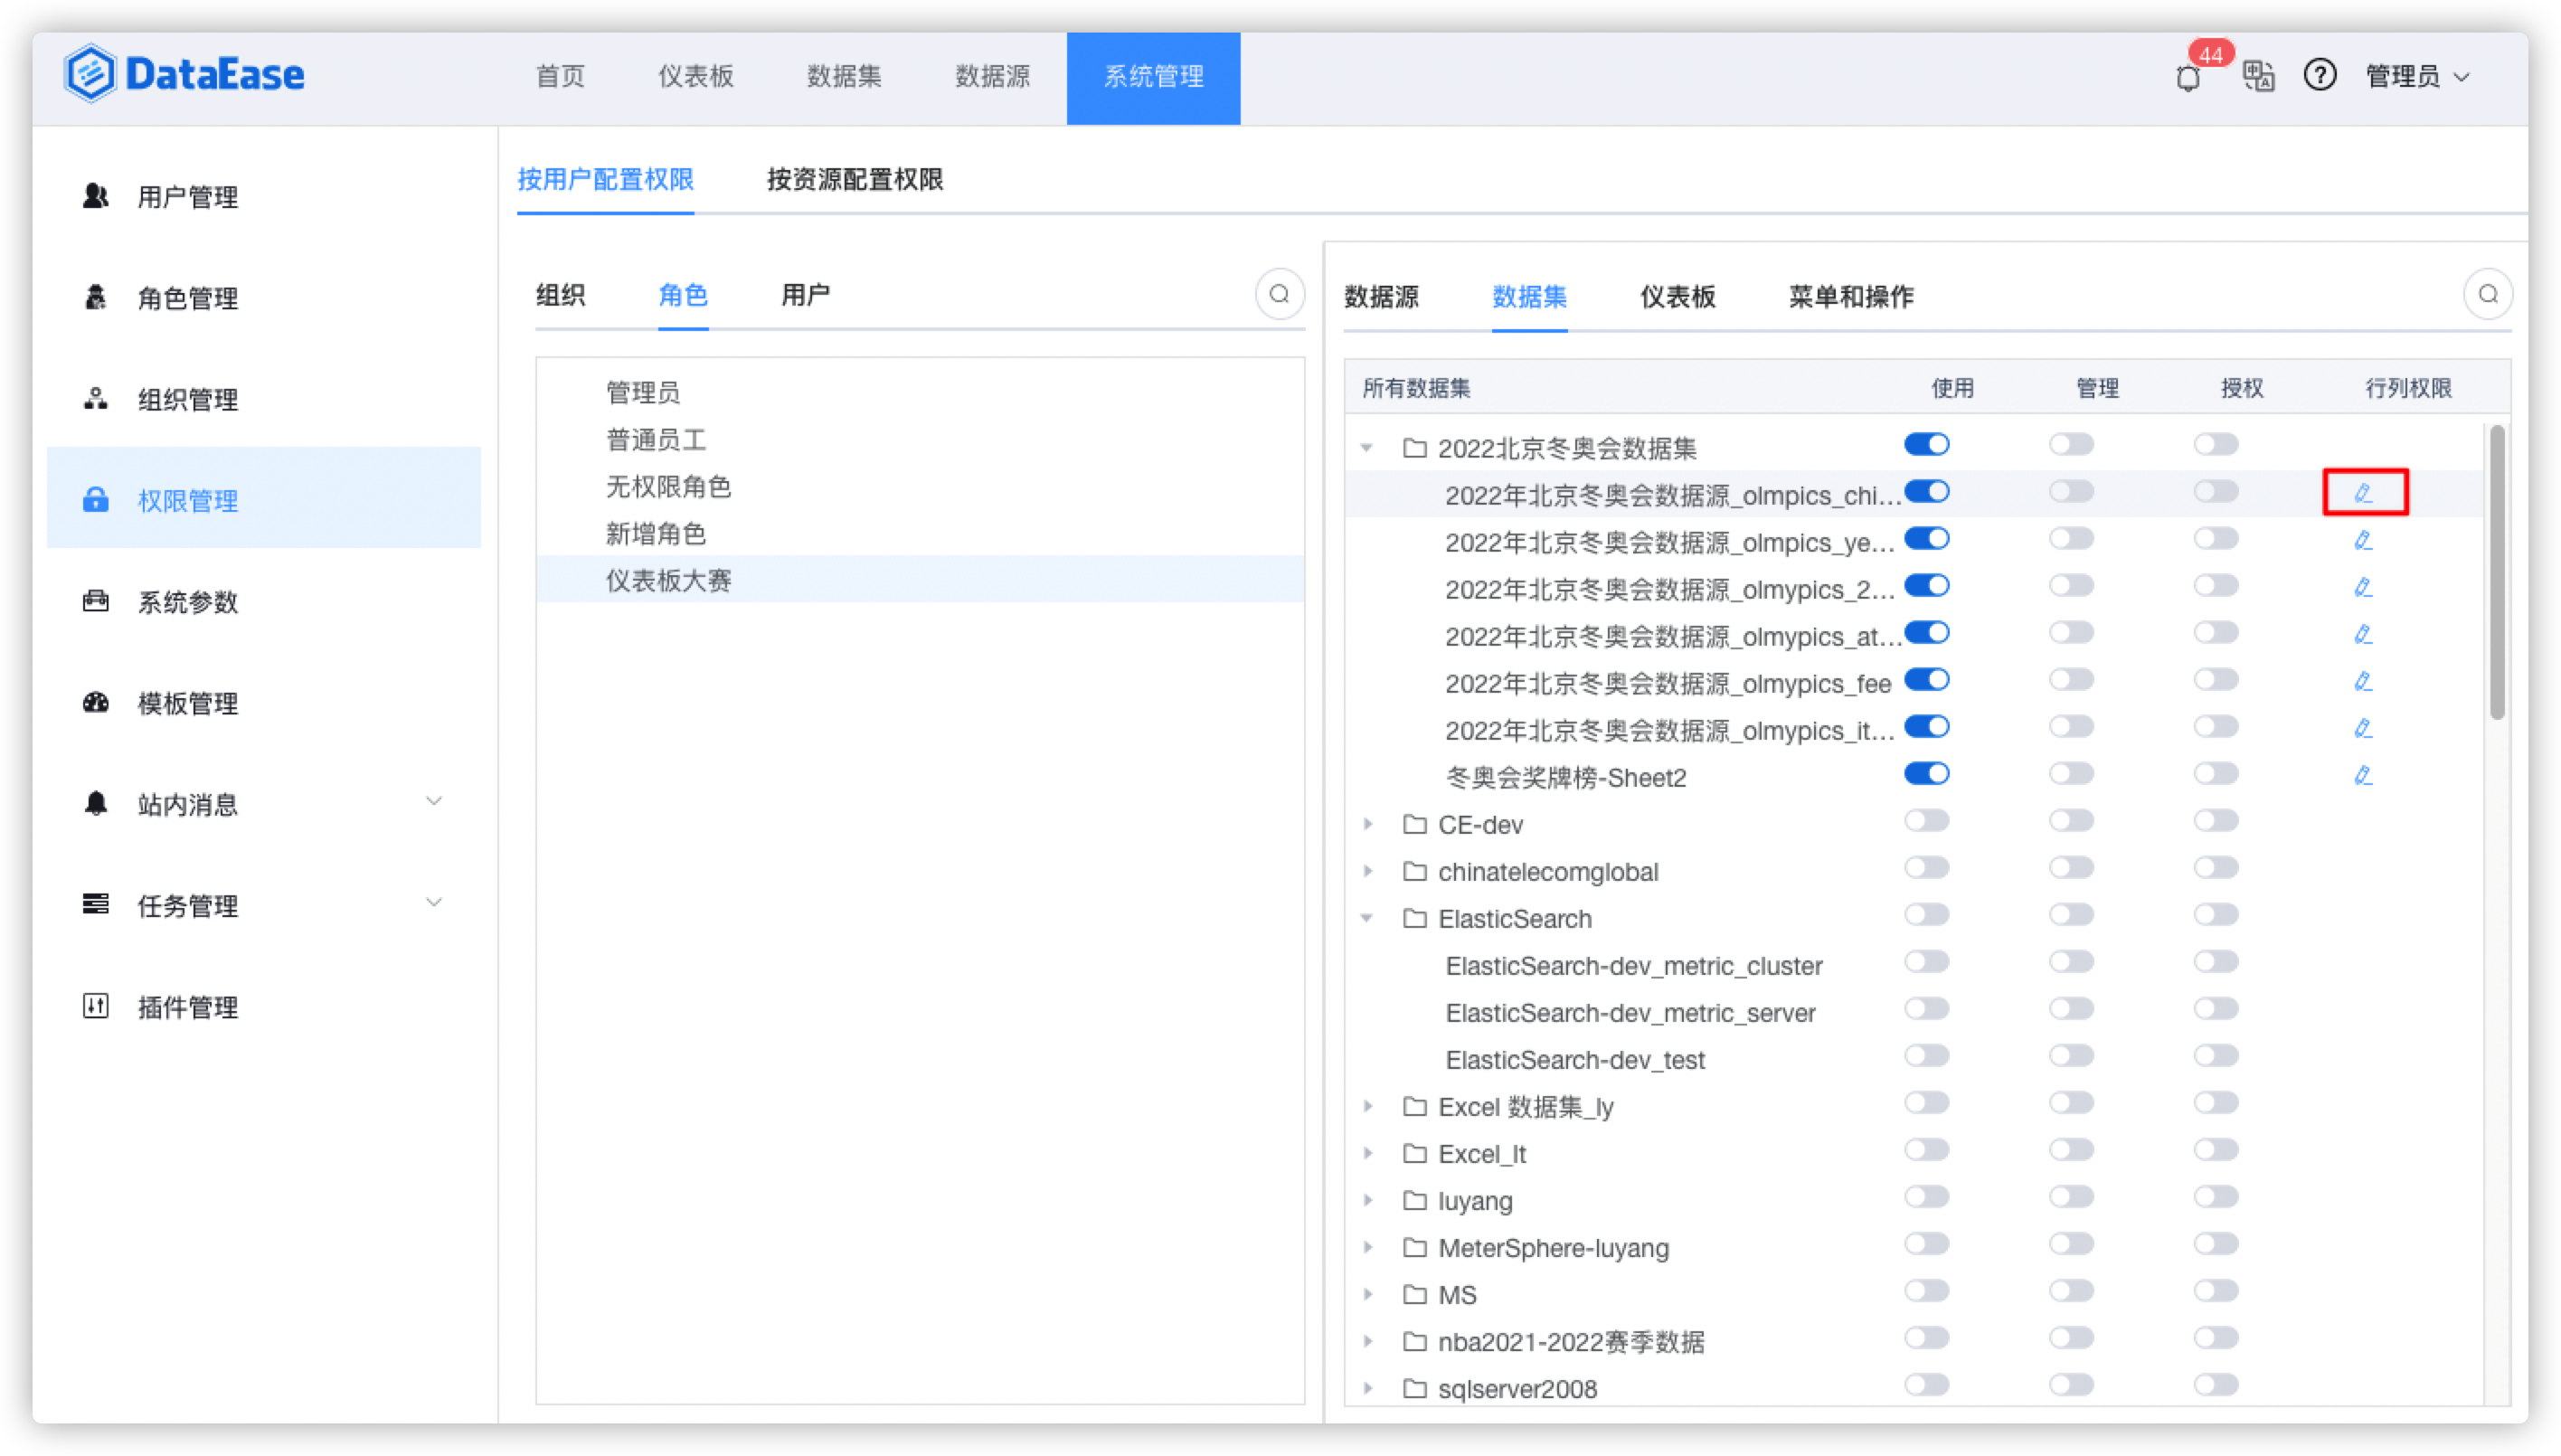 DataEase
首页
仪表板
数据集
数据源
系统管理
44
管理员
用户管理
角色管理
组织管理
权限管理
系统参数
模板管理
站内消息
任务管理
插件管理
按用户配置权限
按资源配置权限
组织
角色
用户
管理员
普通员工
无权限角色
新增角色
仪表板大赛
数据源
数据集
仪表板
菜单和操作
所有数据集 使用 管理 授权 行列权限
2022北京冬奥会数据集
2022年北京冬奥会数据源_olmpics_chi...
2022年北京冬奥会数据源_olmpics_ye...
2022年北京冬奥会数据源_olmypics_2...
2022年北京冬奥会数据源_olmypics_at...
2022年北京冬奥会数据源_olmypics_fee
2022年北京冬奥会数据源_olmypics_it...
冬奥会奖牌榜-Sheet2
CE-dev
chinatelecomglobal
ElasticSearch
ElasticSearch-dev_metric_cluster
ElasticSearch-dev_metric_server
ElasticSearch-dev_test
Excel 数据集_ly
Excel_lt
luyang
MeterSphere-luyang
MS
nba2021-2022赛季数据
sqlserver2008